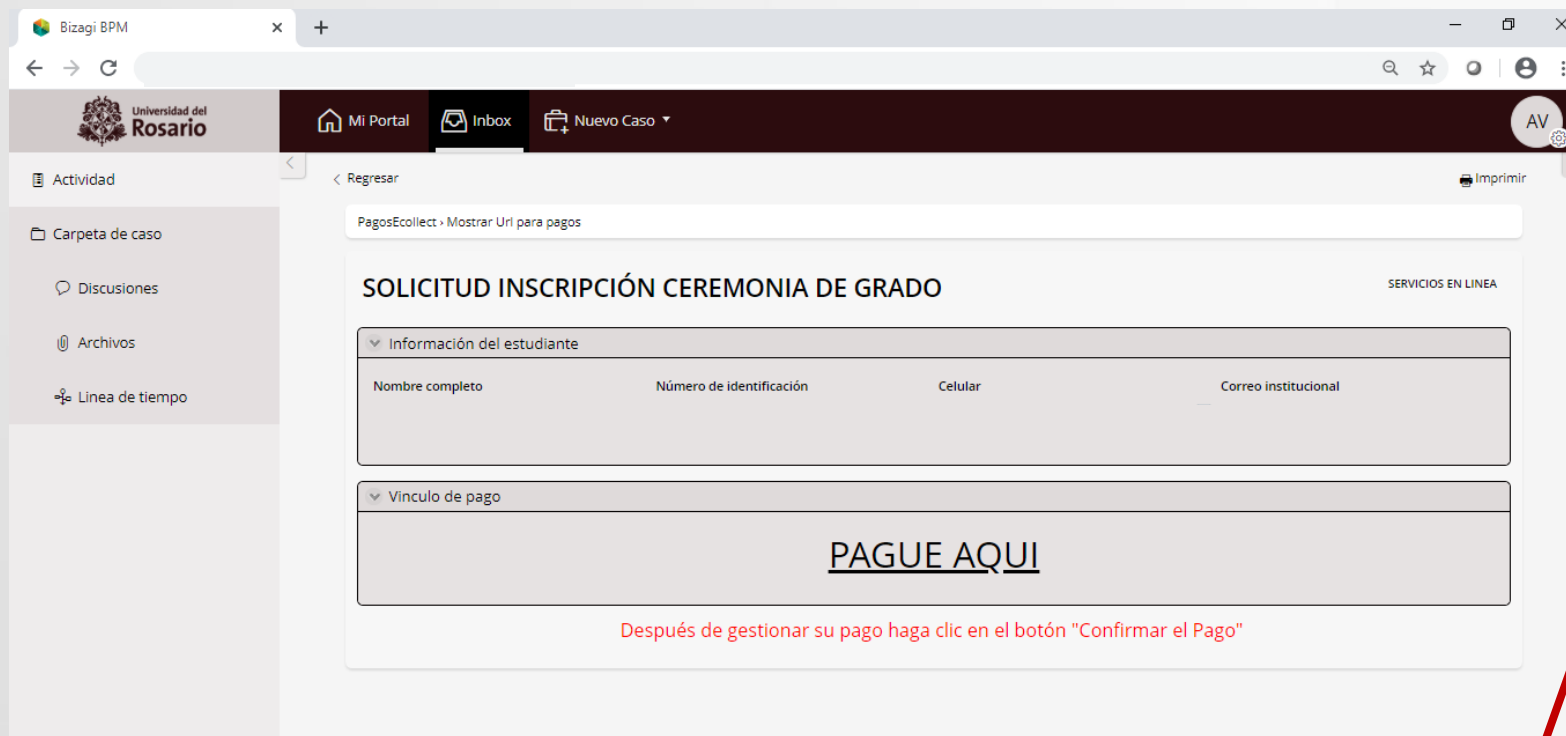 Bizagi BPM
Universidad del
Rosario
Mi Portal
Inbox
Nuevo Caso
AV
Actividad
Regresar
Imprimir
PagosEcollect › Mostrar Url para pagos
Carpeta de caso
Discusiones
Archivos
Linea de tiempo
SOLICITUD INSCRIPCIÓN CEREMONIA DE GRADO
SERVICIOS EN LINEA
Información del estudiante
Nombre completo Número de identificación Celular Correo institucional
Vinculo de pago
PAGUE AQUI
Después de gestionar su pago haga clic en el botón "Confirmar el Pago"